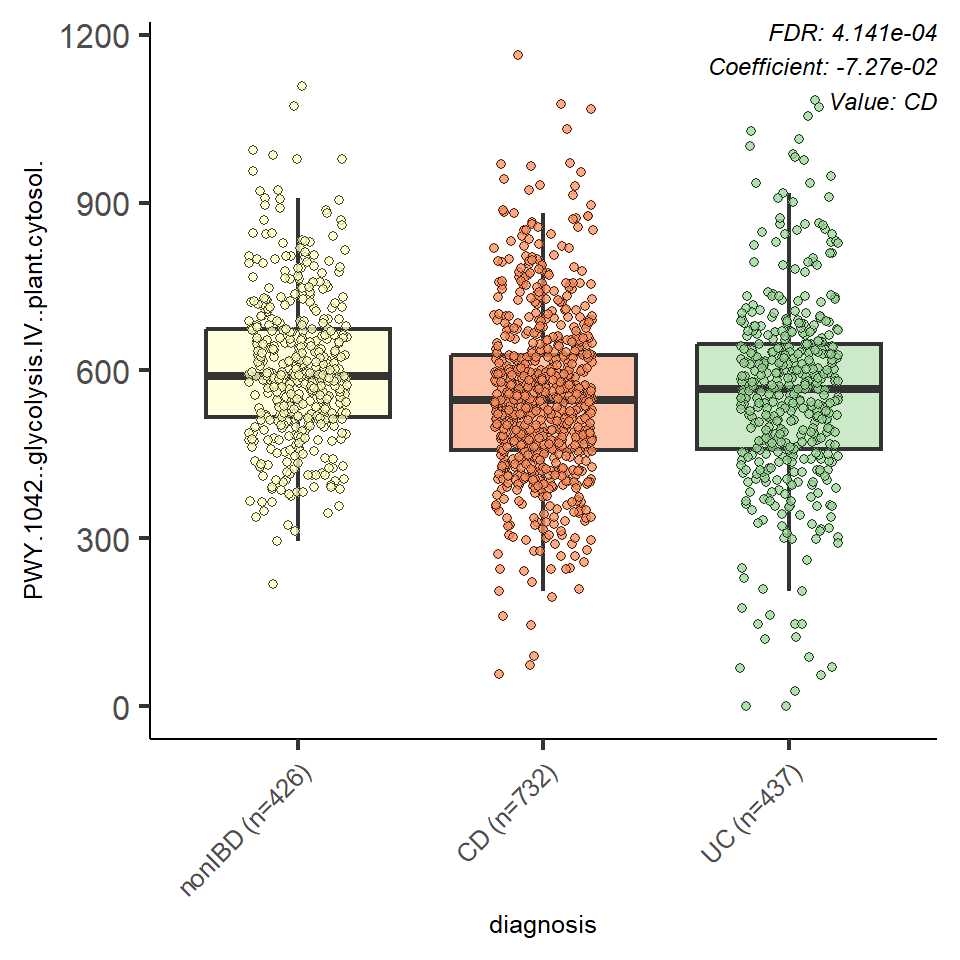 FDR: 4.141e-04
Coefficient: -7.27e-02
Value: CD
PWY.1042..glycolysis.IV..plant.cytosol.
1200
900
600
300
0
nonIBD (n=426)
CD (n=732)
UC (n=437)
diagnosis